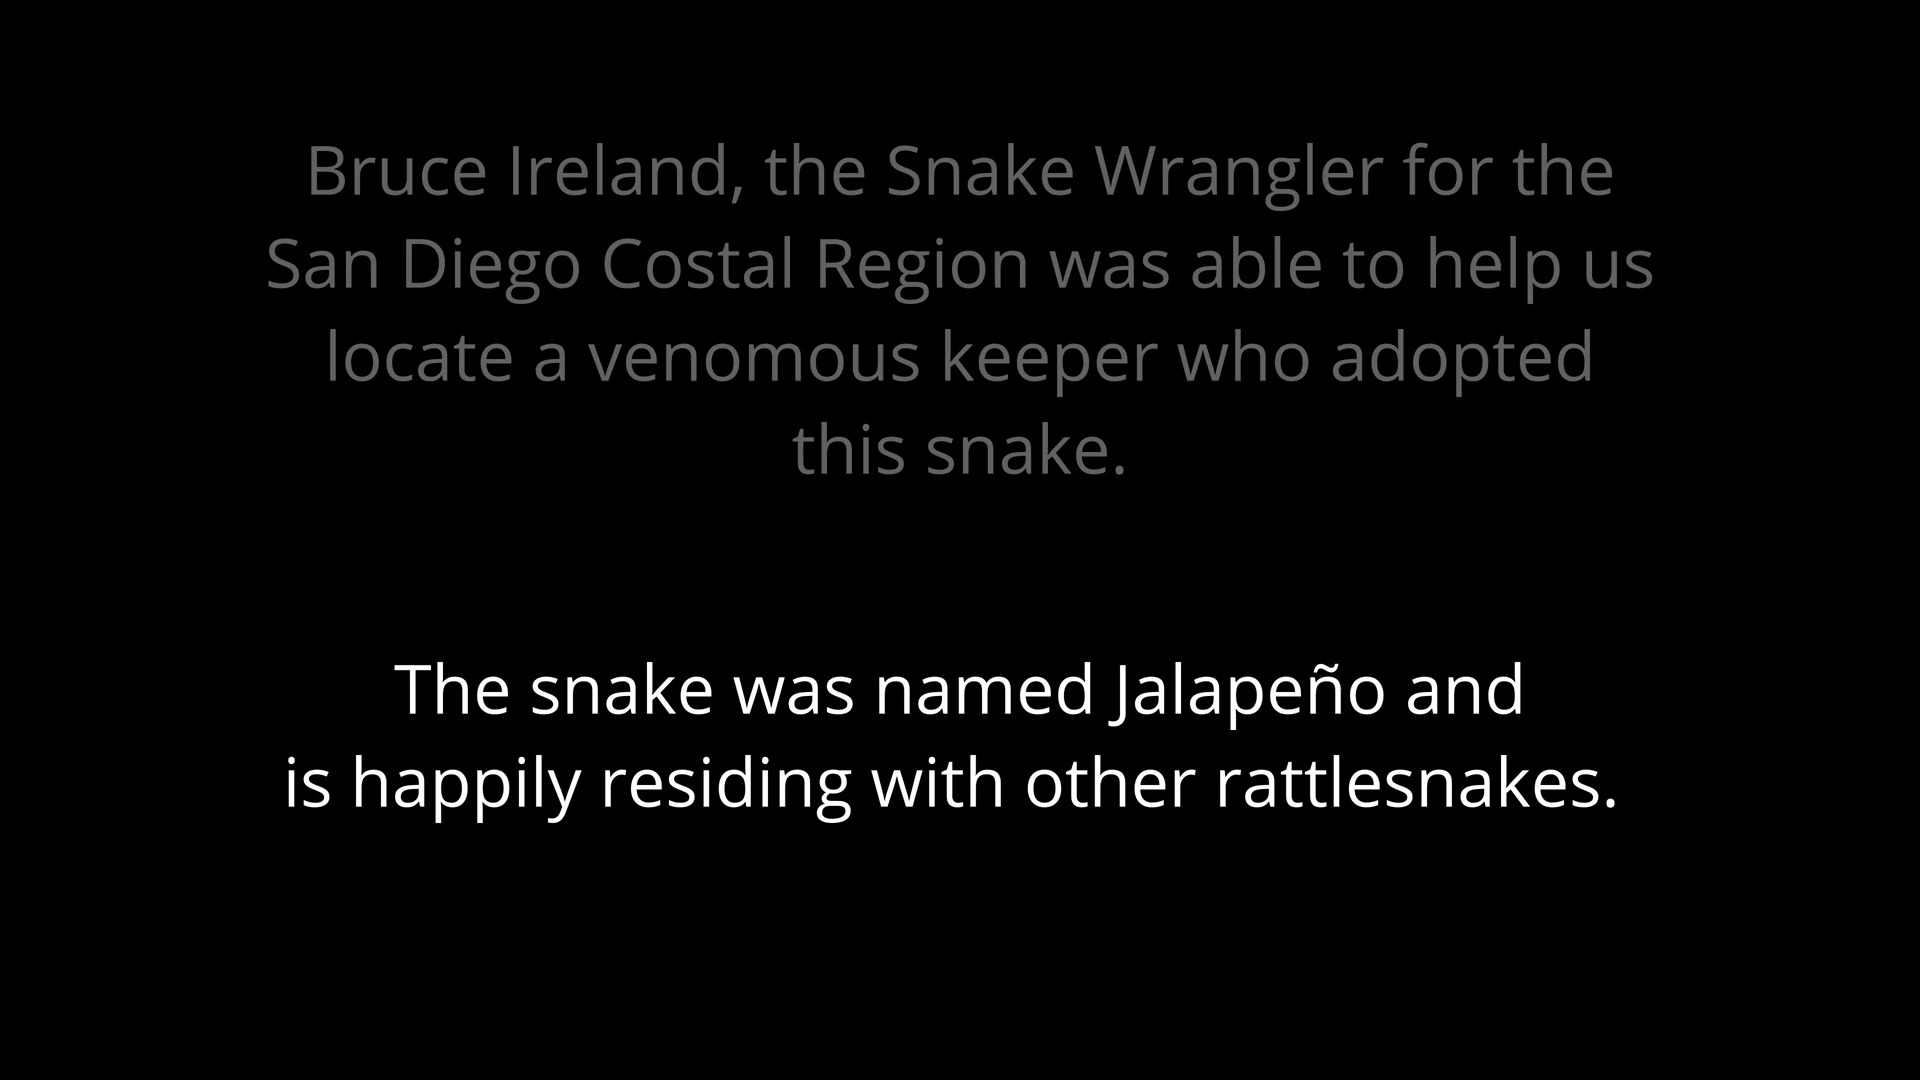 Bruce Ireland, the Snake Wrangler for the
San Diego Costal Region was able to help us
locate a venomous keeper who adopted
this snake.
The snake was named Jalapeño and
is happily residing with other rattlesnakes.